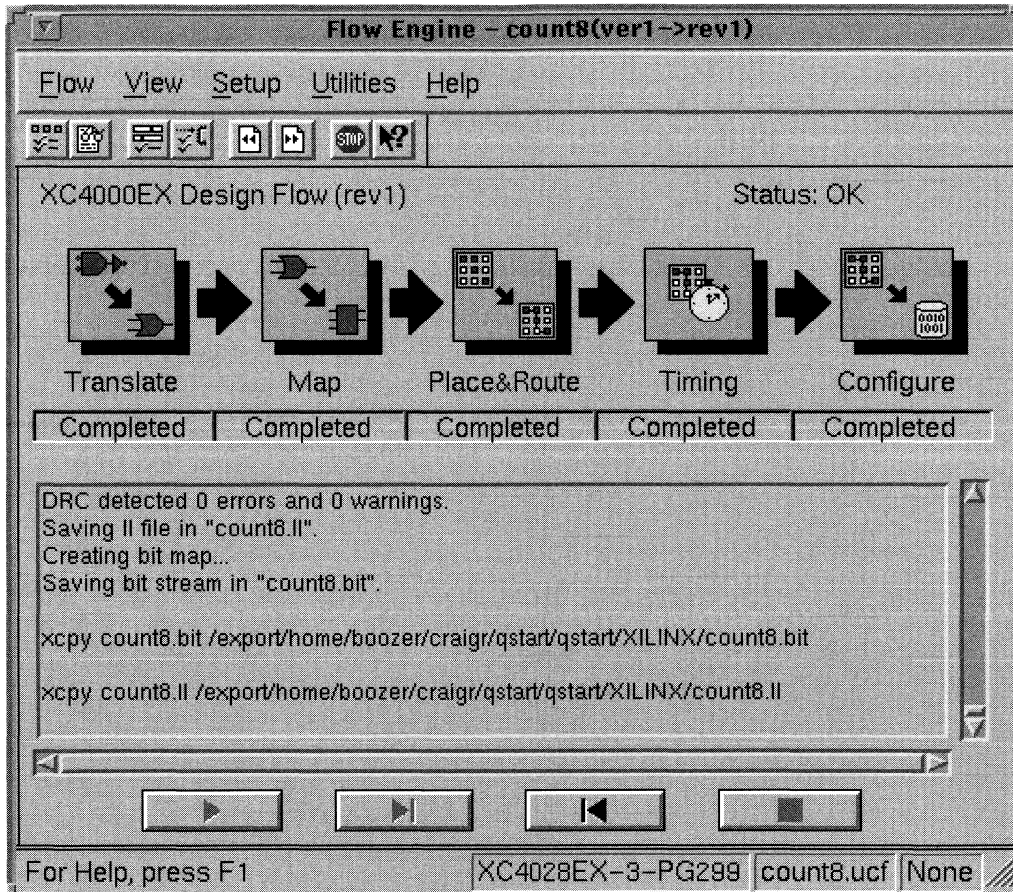 Flow Engine – count8(ver1–>rev1)
Flow View Setup Utilities Help
STOP ?
XC4000EX Design Flow (rev1) Status: OK
0010
1001
Translate Map Place&Route Timing Configure
Completed Completed Completed Completed Completed
DRC detected 0 errors and 0 warnings.
Saving ll file in "count8.ll".
Creating bit map...
Saving bit stream in "count8.bit".
xcpy count8.bit /export/home/boozer/craigr/qstart/qstart/XILINX/count8.bit
xcpy count8.ll /export/home/boozer/craigr/qstart/qstart/XILINX/count8.ll
For Help, press F1 XC4028EX–3–PG299 count8.ucf None